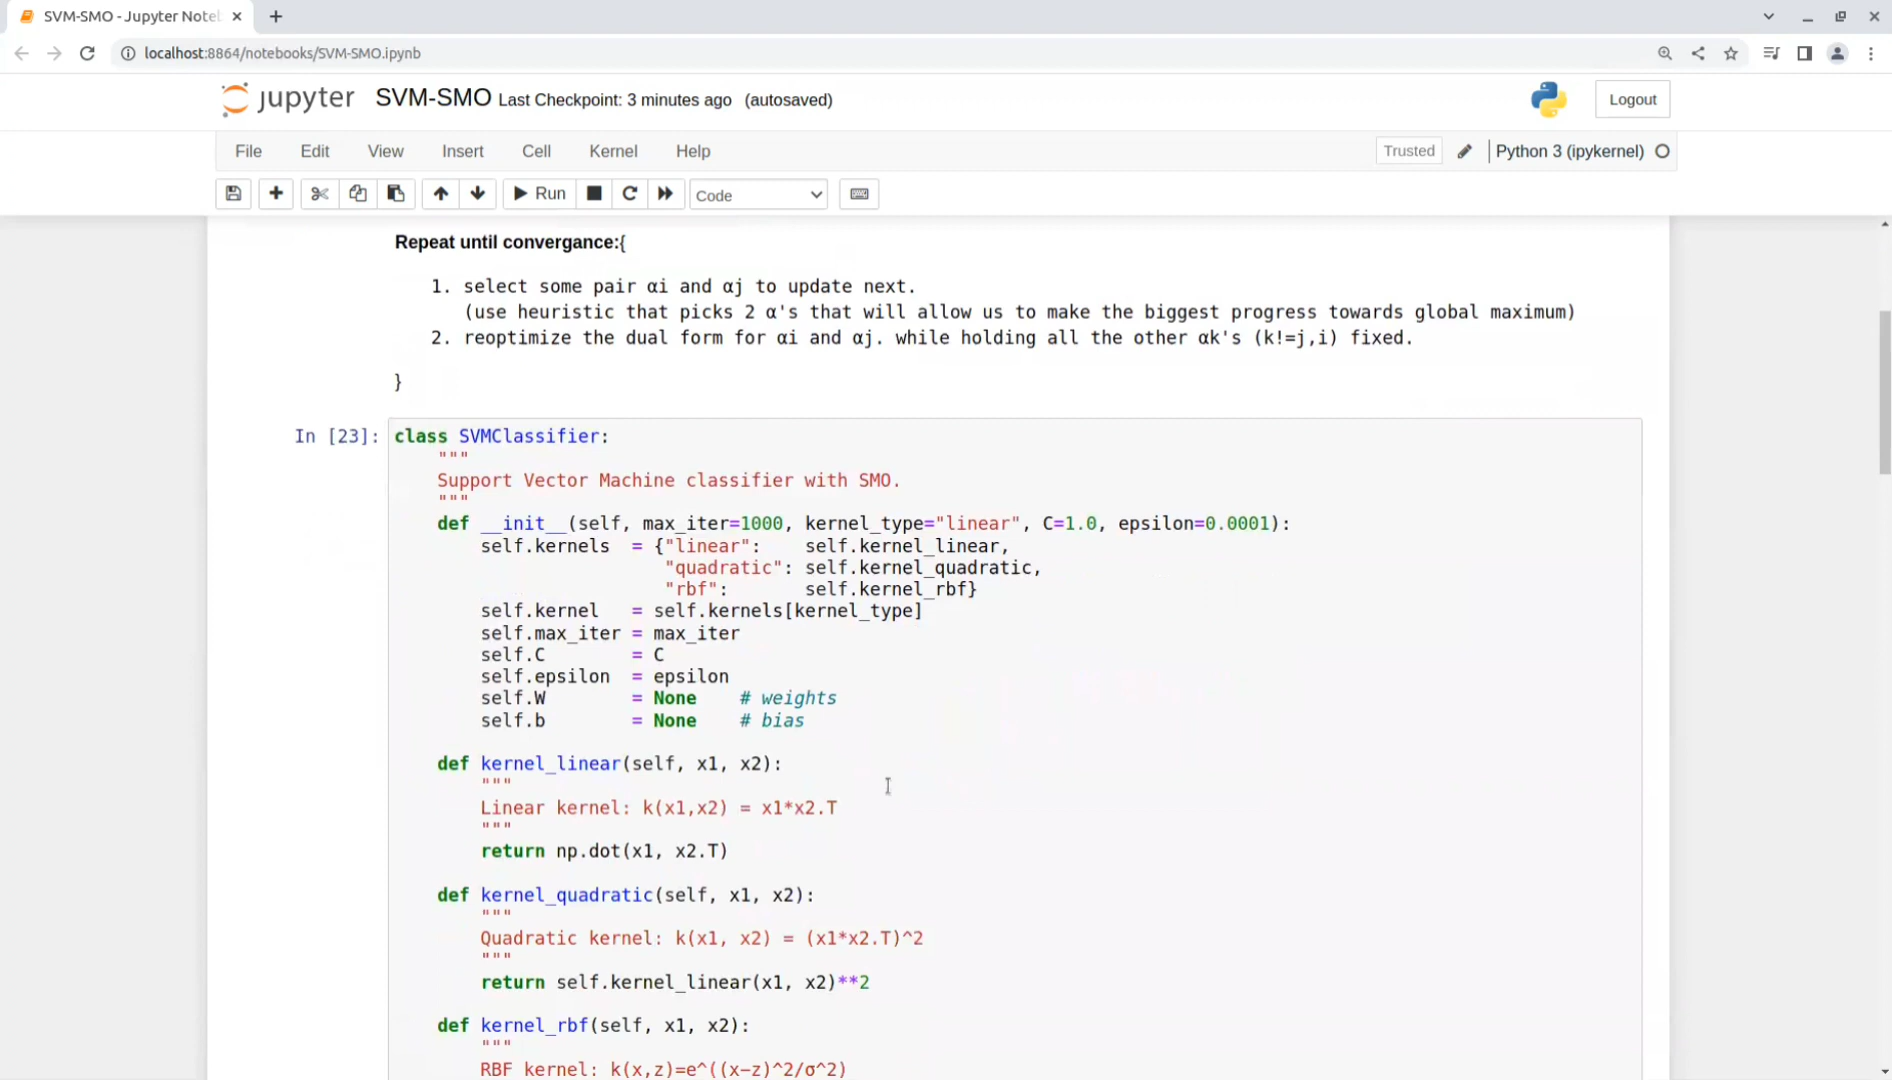 SVM-SMO - Jupyter Note
localhost:8864/notebooks/SVM-SMO.ipynb
jupyter SVM-SMO Last Checkpoint: 3 minutes ago (autosaved) Logout
File Edit View Insert Cell Kernel Help Trusted Python 3 (ipykernel)
Run Code
Repeat until convergance:{
1. select some pair αi and αj to update next.
(use heuristic that picks 2 α's that will allow us to make the biggest progress towards global maximum)
2. reoptimize the dual form for αi and αj. while holding all the other αk's (k!=j,i) fixed.
}
In [23]: class SVMClassifier:
"""
Support Vector Machine classifier with SMO.
"""
def __init__(self, max_iter=1000, kernel_type="linear", C=1.0, epsilon=0.0001):
self.kernels = {"linear": self.kernel_linear,
"quadratic": self.kernel_quadratic,
"rbf": self.kernel_rbf}
self.kernel = self.kernels[kernel_type]
self.max_iter = max_iter
self.C = C
self.epsilon = epsilon
self.W = None # weights
self.b = None # bias
def kernel_linear(self, x1, x2):
"""
Linear kernel: k(x1,x2) = x1*x2.T
"""
return np.dot(x1, x2.T)
def kernel_quadratic(self, x1, x2):
"""
Quadratic kernel: k(x1, x2) = (x1*x2.T)^2
"""
return self.kernel_linear(x1, x2)**2
def kernel_rbf(self, x1, x2):
"""
RBF kernel: k(x,z)=e^((x−z)^2/σ^2)